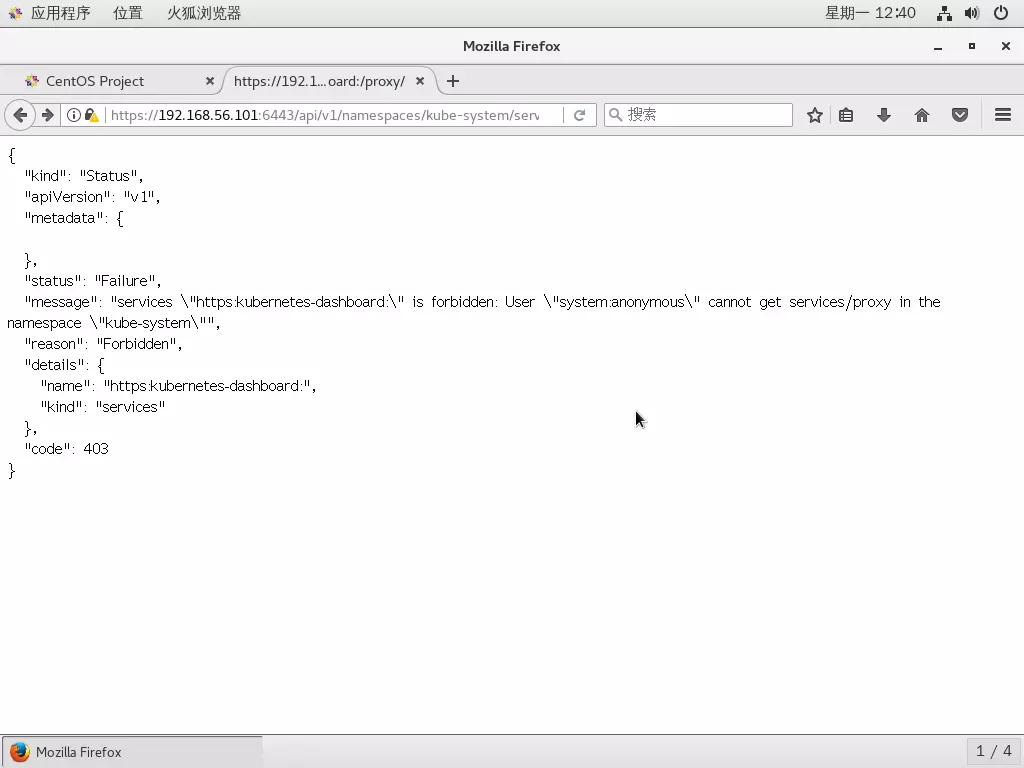 应用程序 位置 火狐浏览器 星期一 12:40
Mozilla Firefox
CentOS Project https://192.1...oard:/proxy/
https://192.168.56.101:6443/api/v1/namespaces/kube-system/serv 搜索
{
"kind": "Status",
"apiVersion": "v1",
"metadata": {
},
"status": "Failure",
"message": "services \"https:kubernetes-dashboard:\" is forbidden: User \"system:anonymous\" cannot get services/proxy in the
namespace \"kube-system\"",
"reason": "Forbidden",
"details": {
"name": "https:kubernetes-dashboard:",
"kind": "services"
},
"code": 403
}
Mozilla Firefox 1 / 4